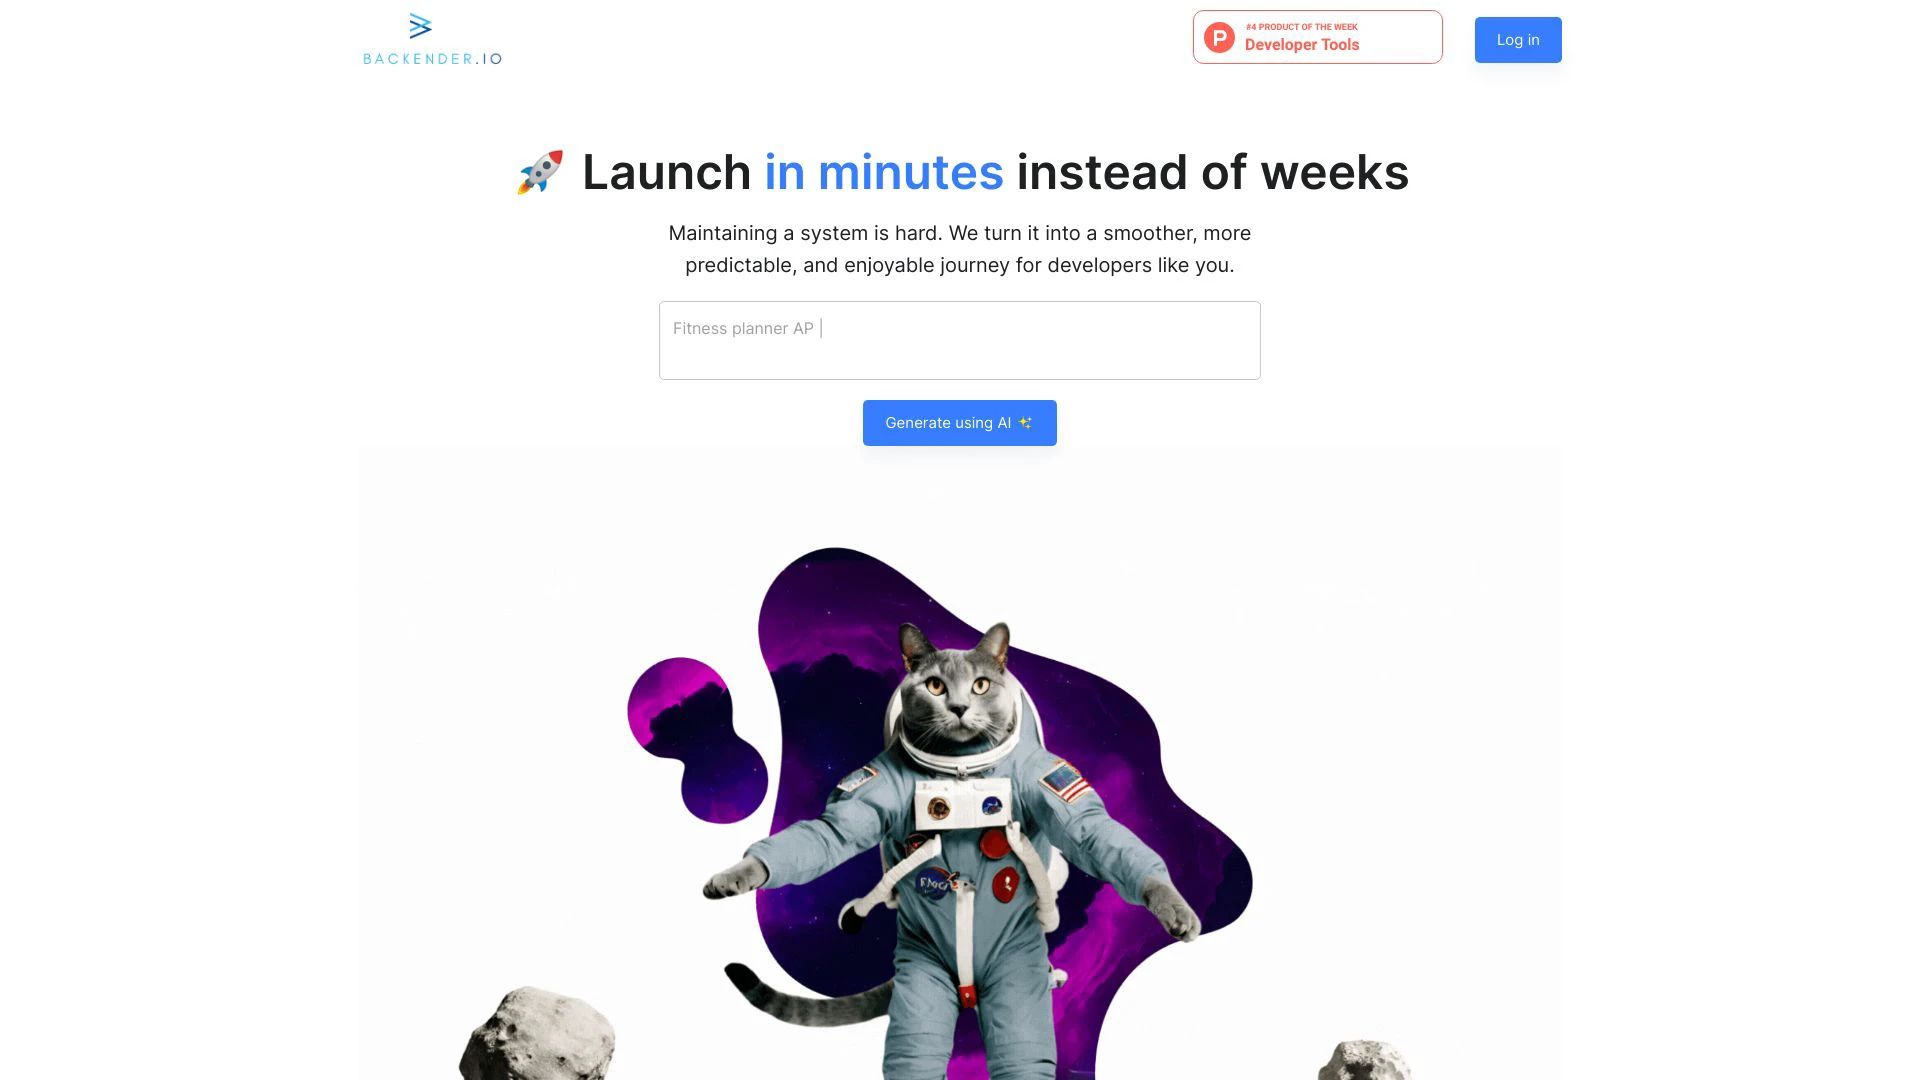 BACKENDER.IO
#4 PRODUCT OF THE WEEK
Developer Tools
Log in
🚀 Launch in minutes instead of weeks
Maintaining a system is hard. We turn it into a smoother, more
predictable, and enjoyable journey for developers like you.
Fitness planner AP |
Generate using AI ✨